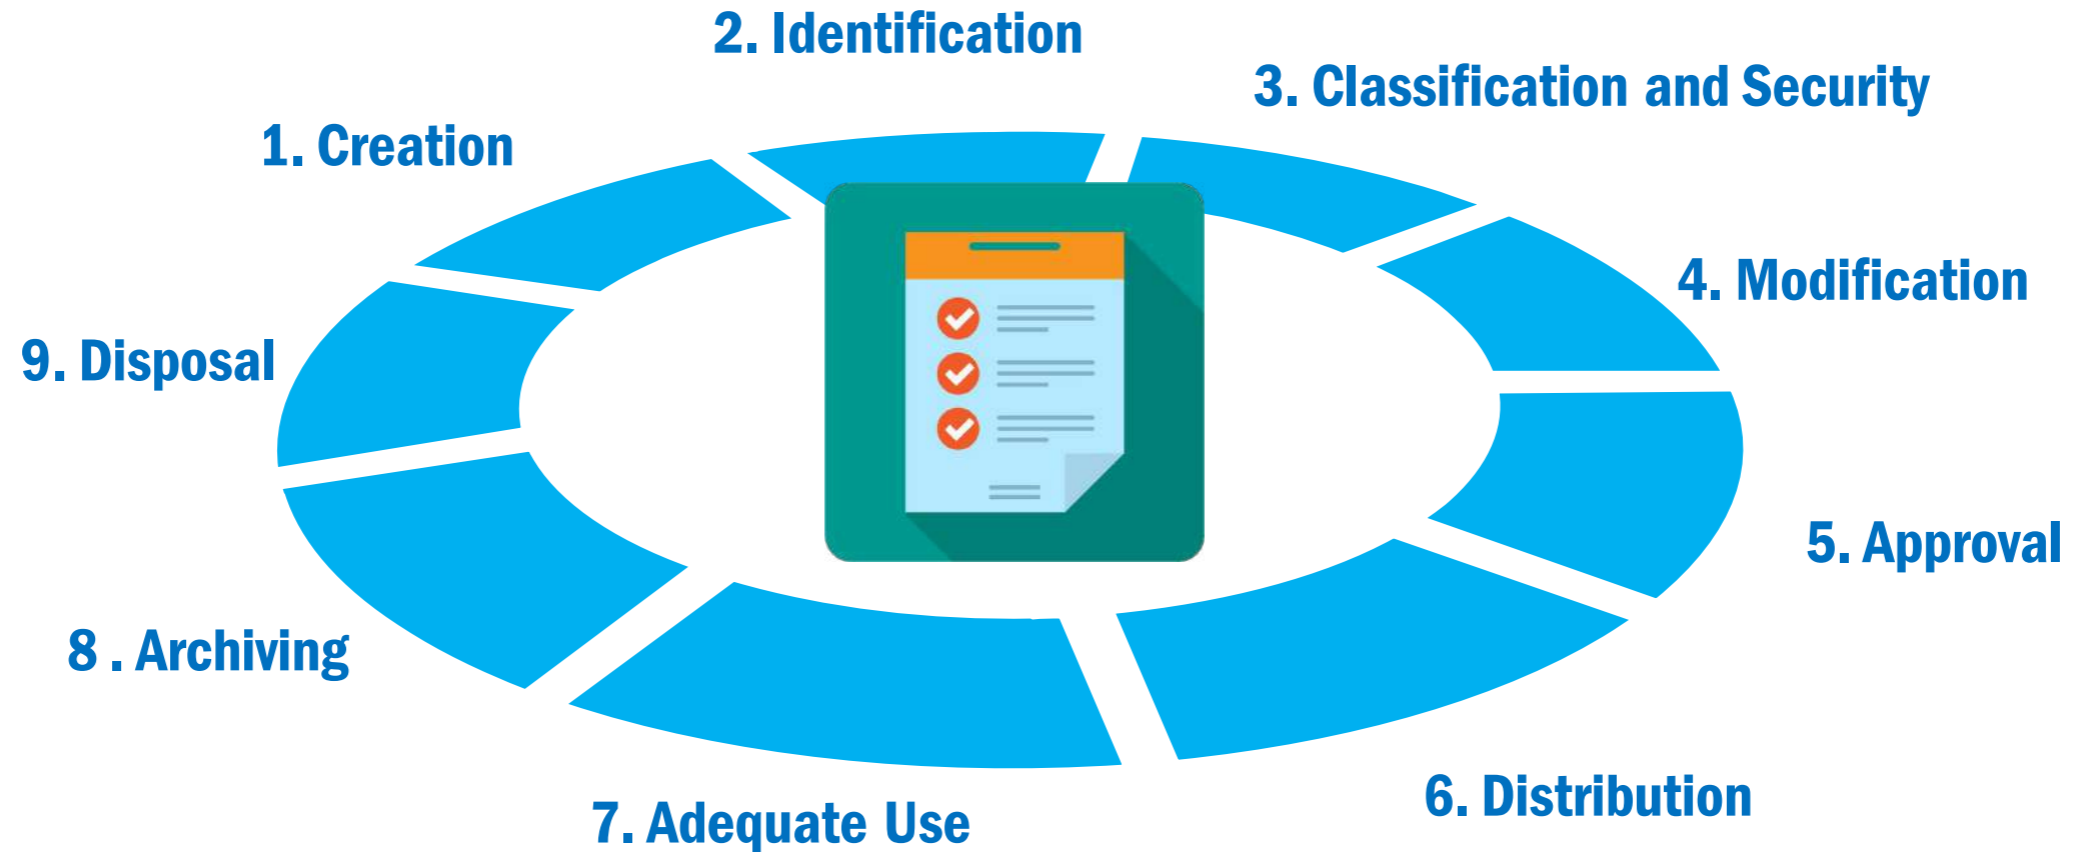 1. Creation
2. Identification
3. Classification and Security
4. Modification
5. Approval
6. Distribution
7. Adequate Use
8 . Archiving
9. Disposal